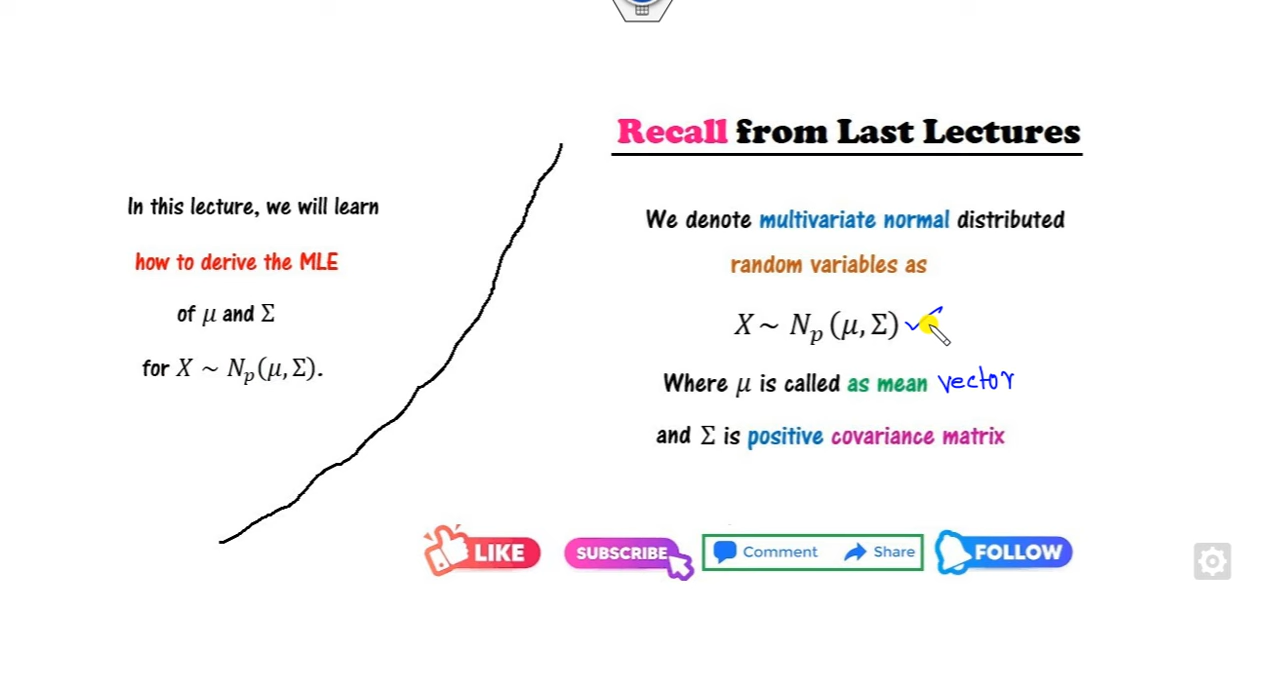 In this lecture, we will learn
how to derive the MLE
of μ and Σ
for X ~ Nₚ(μ, Σ).
Recall from Last Lectures
We denote multivariate normal distributed
random variables as
X ~ Nₚ (μ, Σ)
Where μ is called as mean vector
and Σ is positive covariance matrix
LIKE
SUBSCRIBE
Comment
Share
FOLLOW